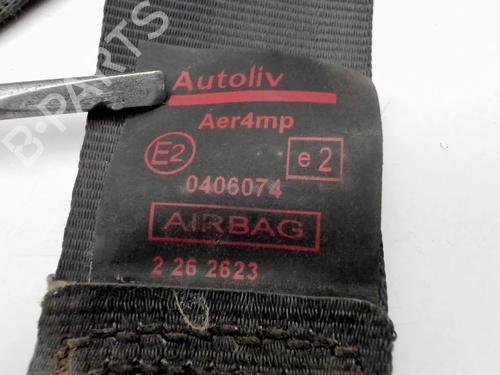 Autoliv
Aer4mp
E2
e 2
0406074
AIRBAG
2 26 2623
B-PARTS